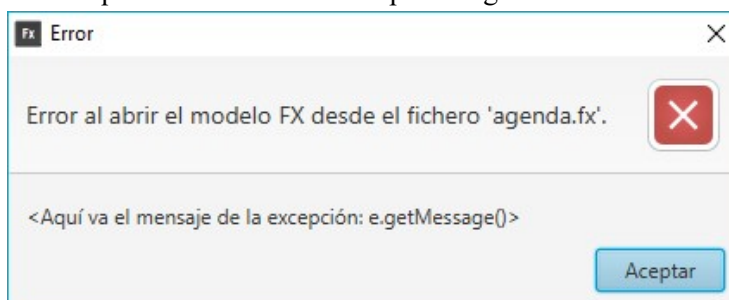 Fx Error
Error al abrir el modelo FX desde el fichero 'agenda.fx'.
<Aquí va el mensaje de la excepción: e.getMessage()>
Aceptar